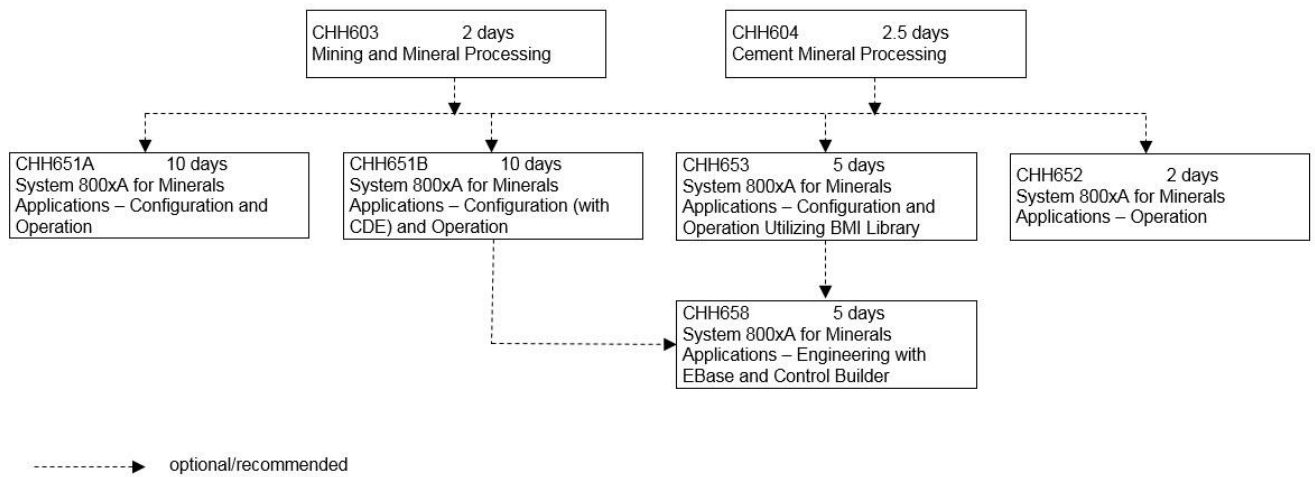 CHH603 2 days
Mining and Mineral Processing
CHH604 2.5 days
Cement Mineral Processing
CHH651A 10 days
System 800xA for Minerals
Applications – Configuration and
Operation
CHH651B 10 days
System 800xA for Minerals
Applications – Configuration (with
CDE) and Operation
CHH653 5 days
System 800xA for Minerals
Applications – Configuration and
Operation Utilizing BMI Library
CHH652 2 days
System 800xA for Minerals
Applications – Operation
CHH658 5 days
System 800xA for Minerals
Applications – Engineering with
EBase and Control Builder
optional/recommended